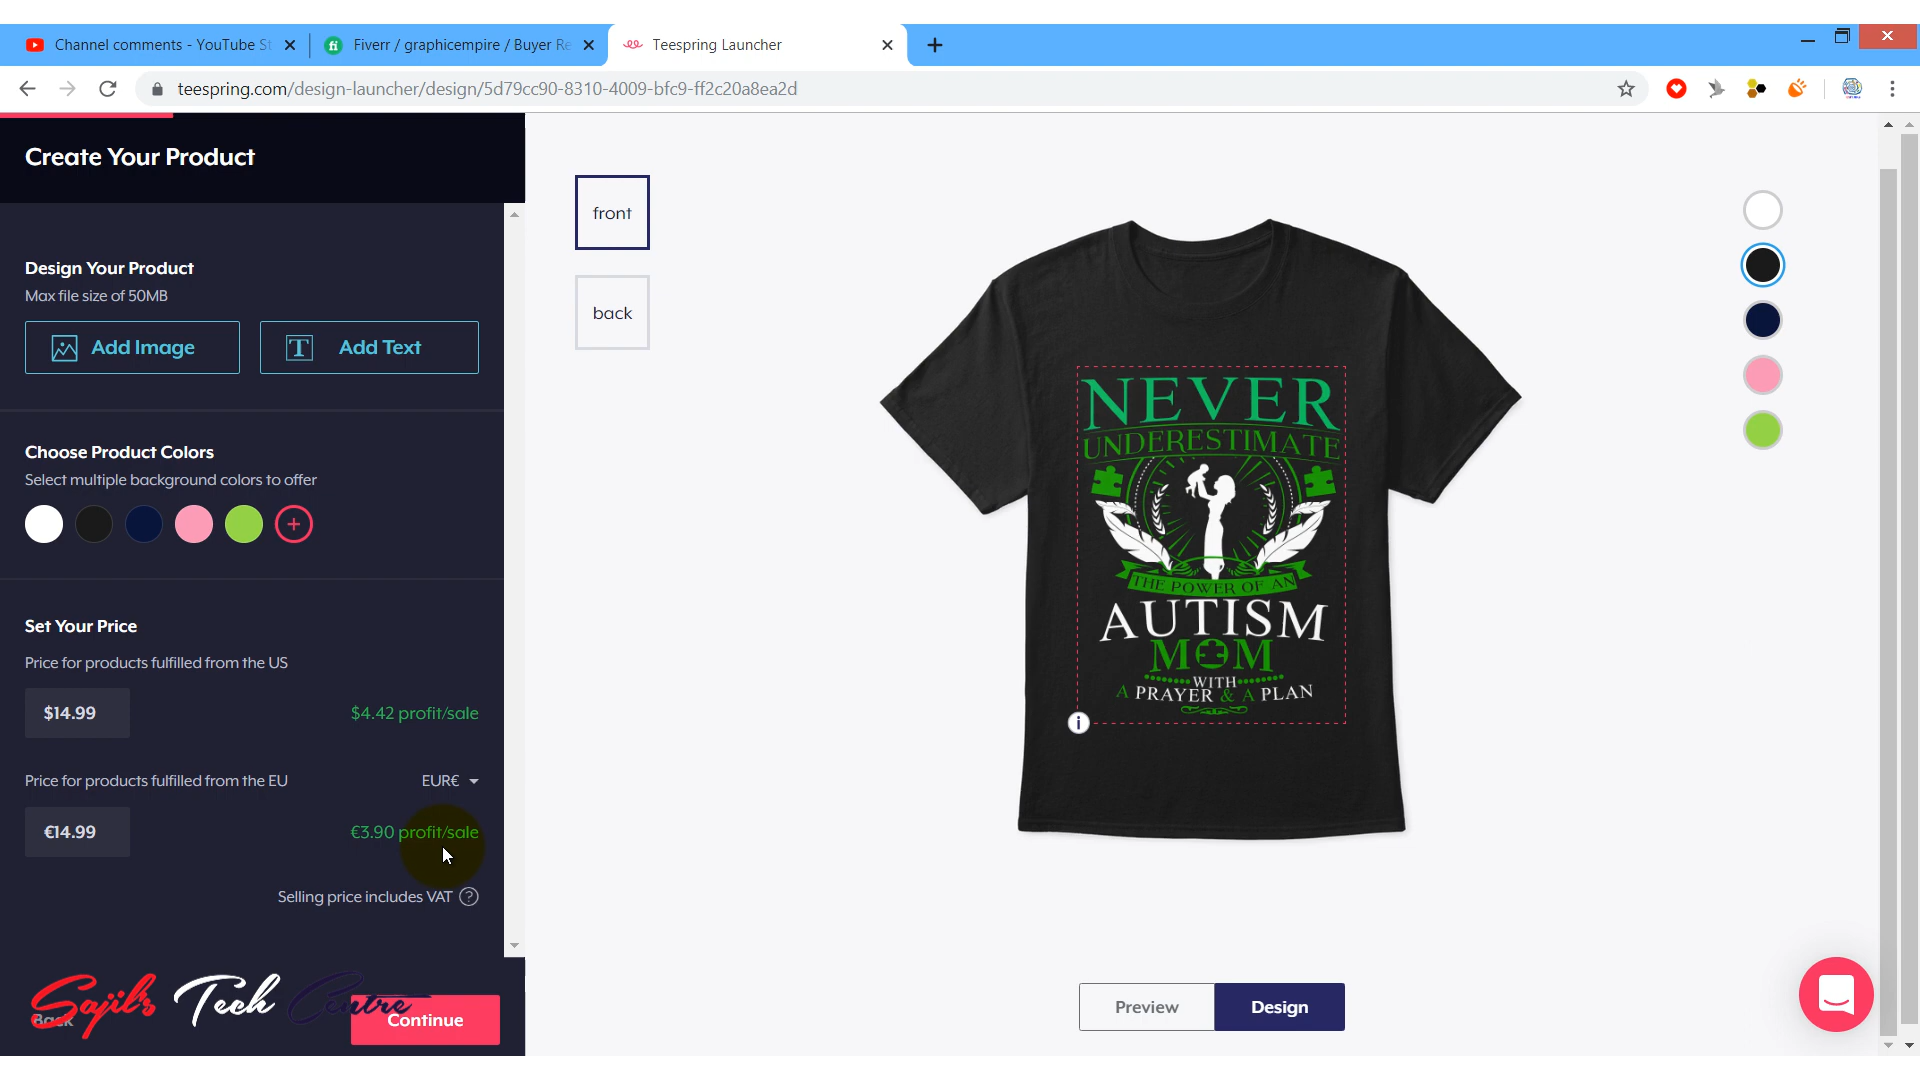 Channel comments - YouTube St
Fiverr / graphicempire / Buyer Re
Teespring Launcher
teespring.com/design-launcher/design/5d79cc90-8310-4009-bfc9-ff2c20a8ea2d
Create Your Product
Design Your Product
Max file size of 50MB
Add Image
T Add Text
Choose Product Colors
Select multiple background colors to offer
Set Your Price
Price for products fulfilled from the US
$14.99
$4.42 profit/sale
Price for products fulfilled from the EU
EUR€
€14.99
€3.90 profit/sale
Selling price includes VAT ?
Sajil's Tech Centre
Back
Continue
front
back
NEVER
UNDERESTIMATE
THE POWER OF AN
AUTISM
MOM
WITH
A PRAYER & A PLAN
i
Preview
Design